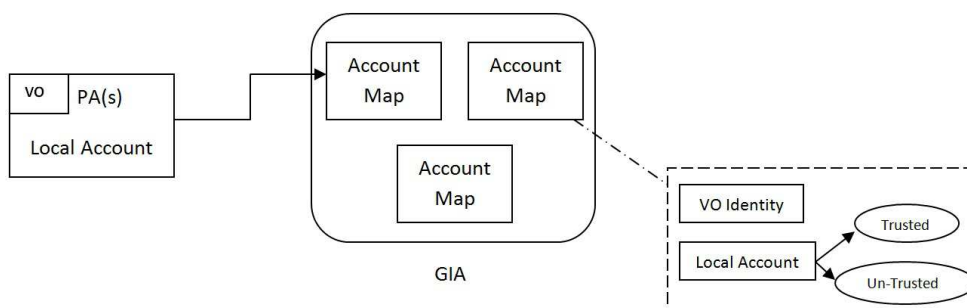 vo
PA(s)
Local Account
Account
Map
Account
Map
Account
Map
GIA
VO Identity
Local Account
Trusted
Un-Trusted